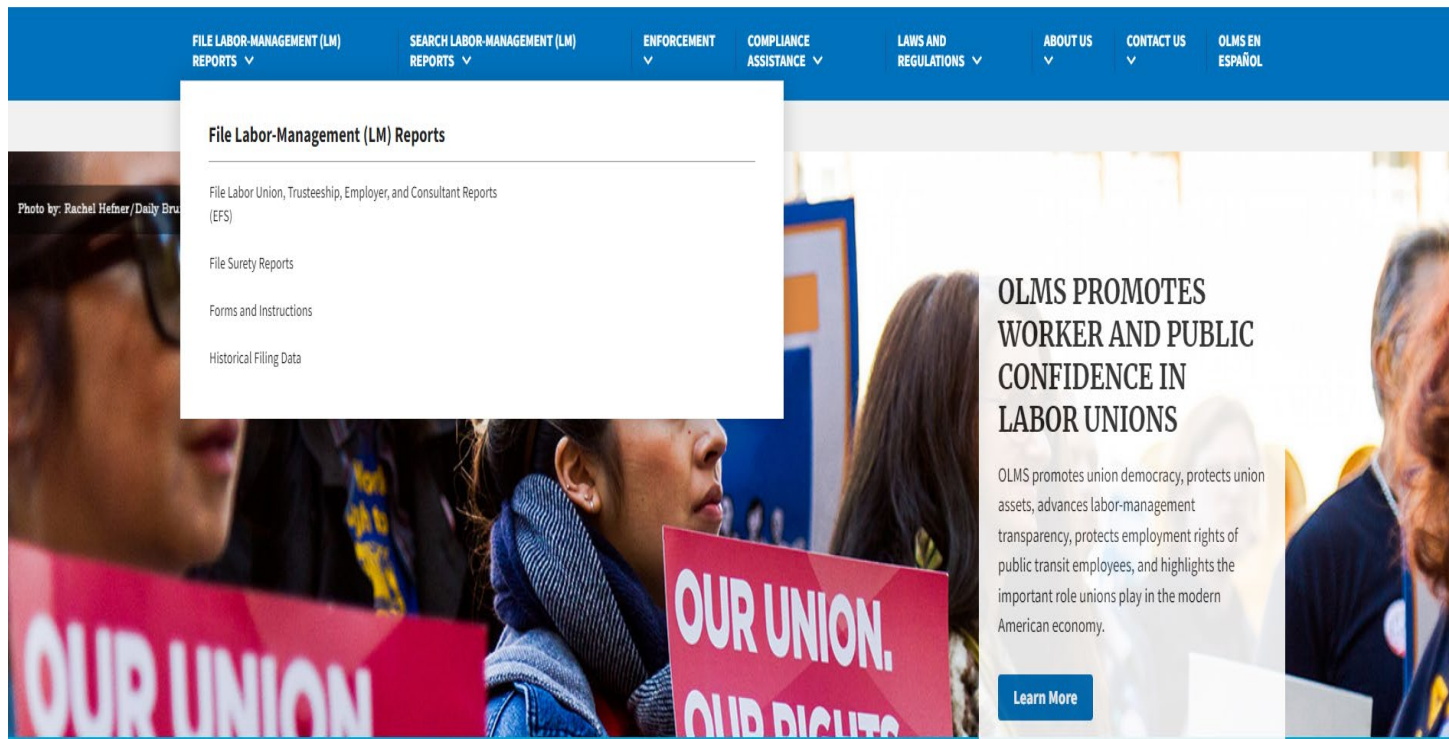 FILE LABOR-MANAGEMENT (LM)
REPORTS
SEARCH LABOR-MANAGEMENT (LM)
REPORTS
ENFORCEMENT
COMPLIANCE
ASSISTANCE
LAWS AND
REGULATIONS
ABOUT US
CONTACT US
OLMS EN
ESPAÑOL
File Labor-Management (LM) Reports
File Labor Union, Trusteeship, Employer, and Consultant Reports
(EFS)
File Surety Reports
Forms and Instructions
Historical Filing Data
Photo by: Rachel Hefner/Daily Bru
OLMS PROMOTES
WORKER AND PUBLIC
CONFIDENCE IN
LABOR UNIONS
OLMS promotes union democracy, protects union
assets, advances labor-management
transparency, protects employment rights of
public transit employees, and highlights the
important role unions play in the modern
American economy.
Learn More
OUR UNION
OUR UNION.
OUR RIGHTS